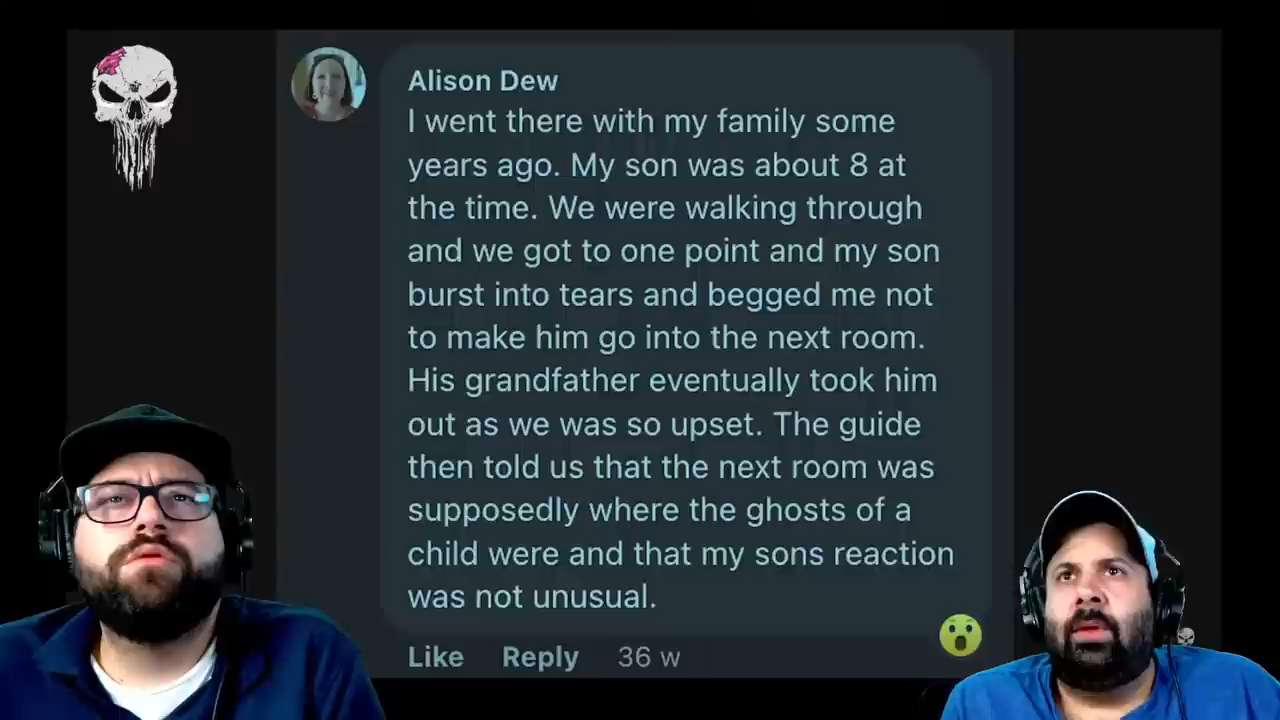 Alison Dew
I went there with my family some
years ago. My son was about 8 at
the time. We were walking through
and we got to one point and my son
burst into tears and begged me not
to make him go into the next room.
His grandfather eventually took him
out as we was so upset. The guide
then told us that the next room was
supposedly where the ghosts of a
child were and that my sons reaction
was not unusual.
Like Reply 36 w